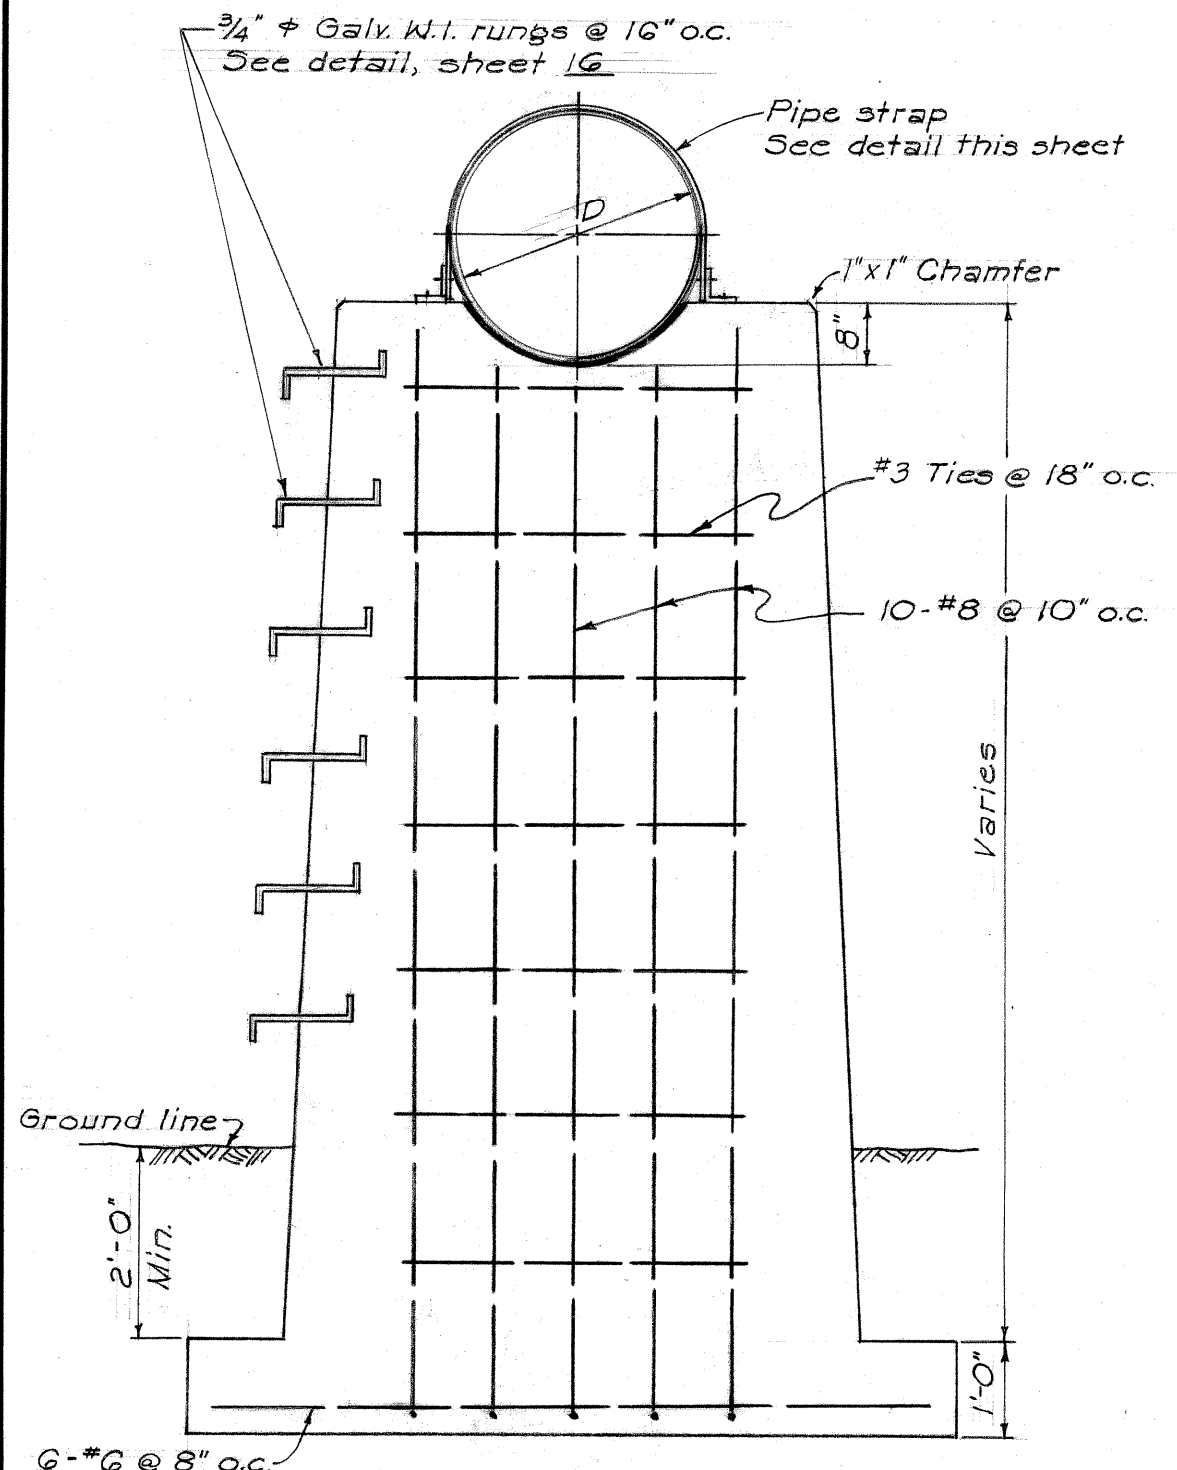 3/4" ϕ Galv. W.I. rungs @ 16" o.c.
See detail, sheet 16
Pipe strap
See detail this sheet
D
1"x1" Chamfer
8"
#3 Ties @ 18" o.c.
10-#8 @ 10" o.c.
Varies
Ground line
2'-0"
Min.
1'-0"
6-#6 @ 8" o.c.